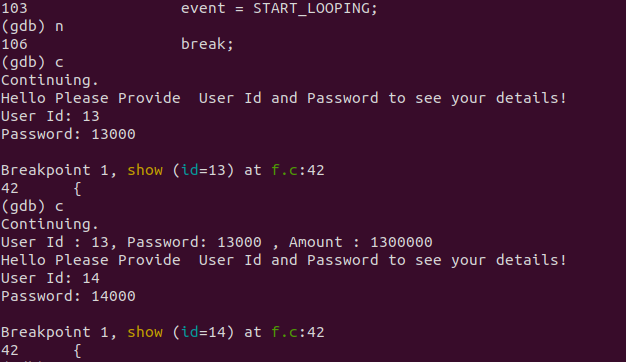 103                 event = START_LOOPING;
(gdb) n
106                 break;
(gdb) c
Continuing.
Hello Please Provide  User Id and Password to see your details!
User Id: 13
Password: 13000
Breakpoint 1, show (id=13) at f.c:42
42      {
(gdb) c
Continuing.
User Id : 13, Password: 13000 , Amount : 1300000
Hello Please Provide  User Id and Password to see your details!
User Id: 14
Password: 14000
Breakpoint 1, show (id=14) at f.c:42
42      {